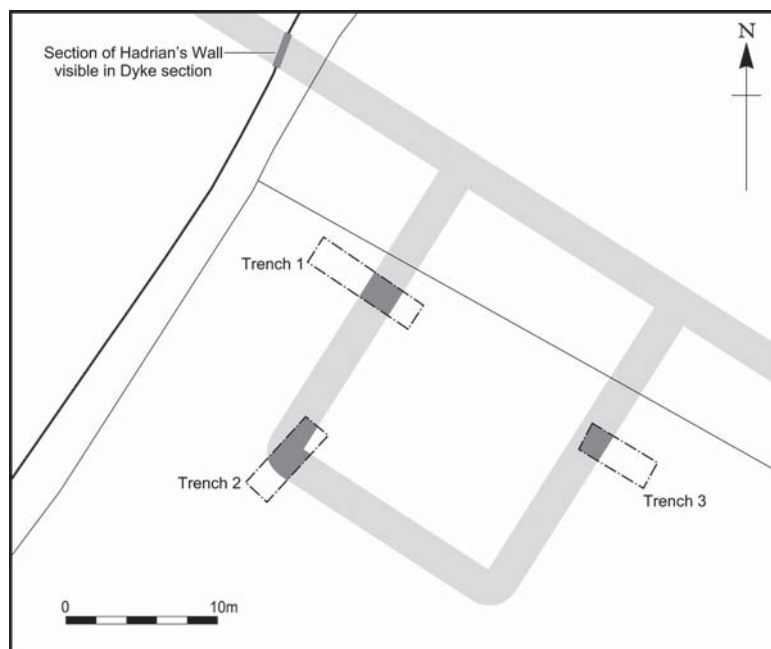 Section of Hadrian's Wall
visible in Dyke section
N
Trench 1
Trench 2
Trench 3
0
10m